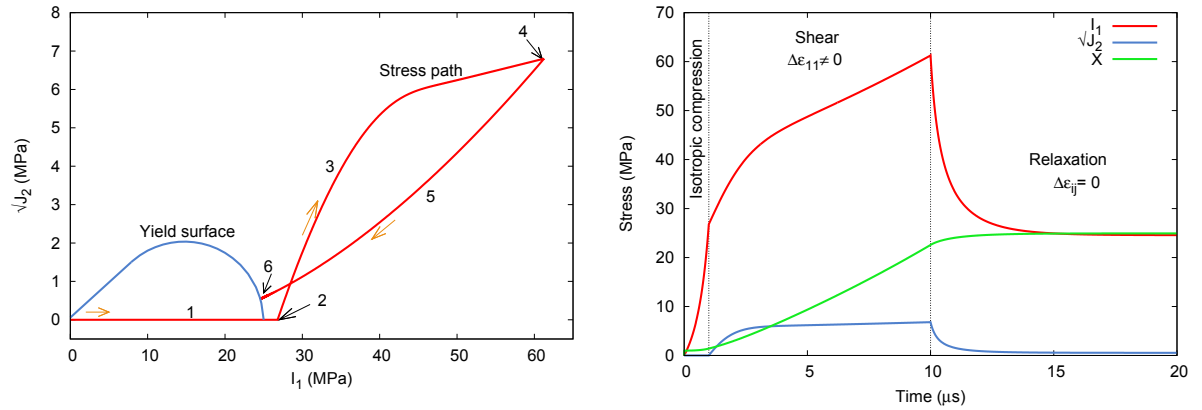 8
7
6
5
4
3
2
1
0
0
10
20
30
40
50
60
√J2 (MPa)
I1 (MPa)
Yield surface
Stress path
1
2
3
4
5
6
70
60
50
40
30
20
10
0
0
5
10
15
20
Stress (MPa)
Time (μs)
Isotropic compression
Shear
Δε11≠ 0
Relaxation
Δεij= 0
I1
√J2
X